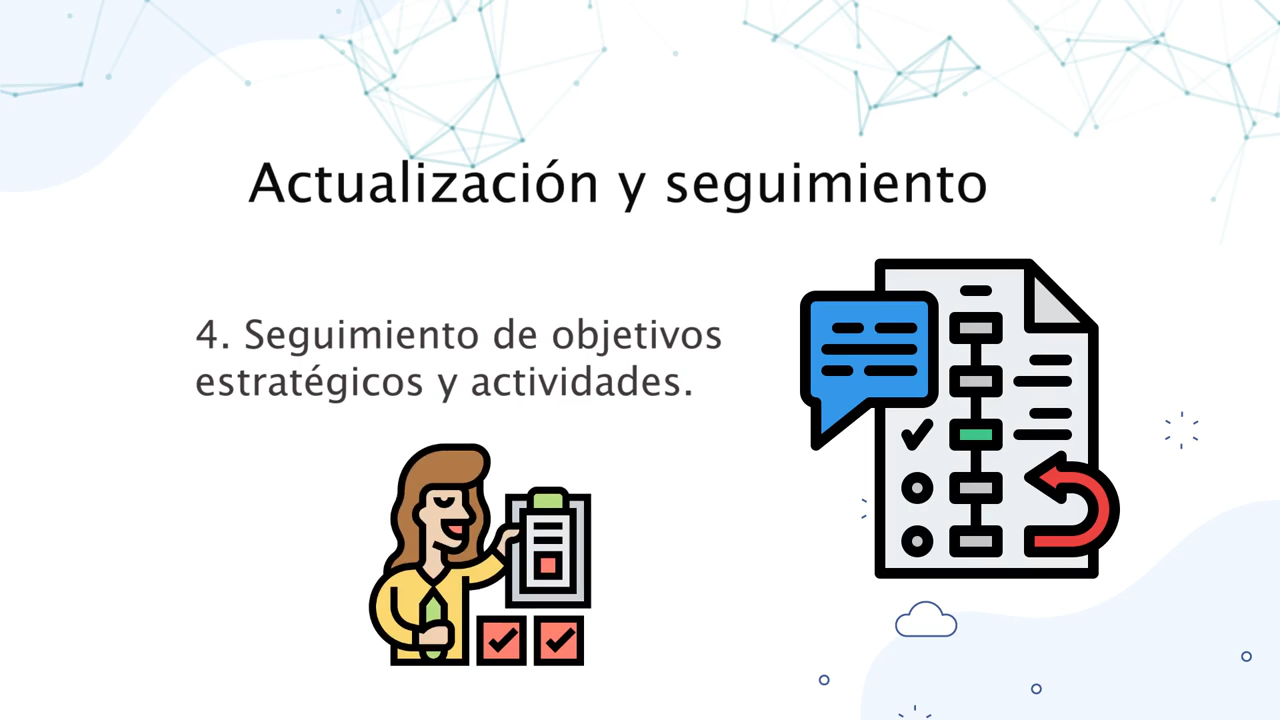 Actualización y seguimiento
4. Seguimiento de objetivos
estratégicos y actividades.